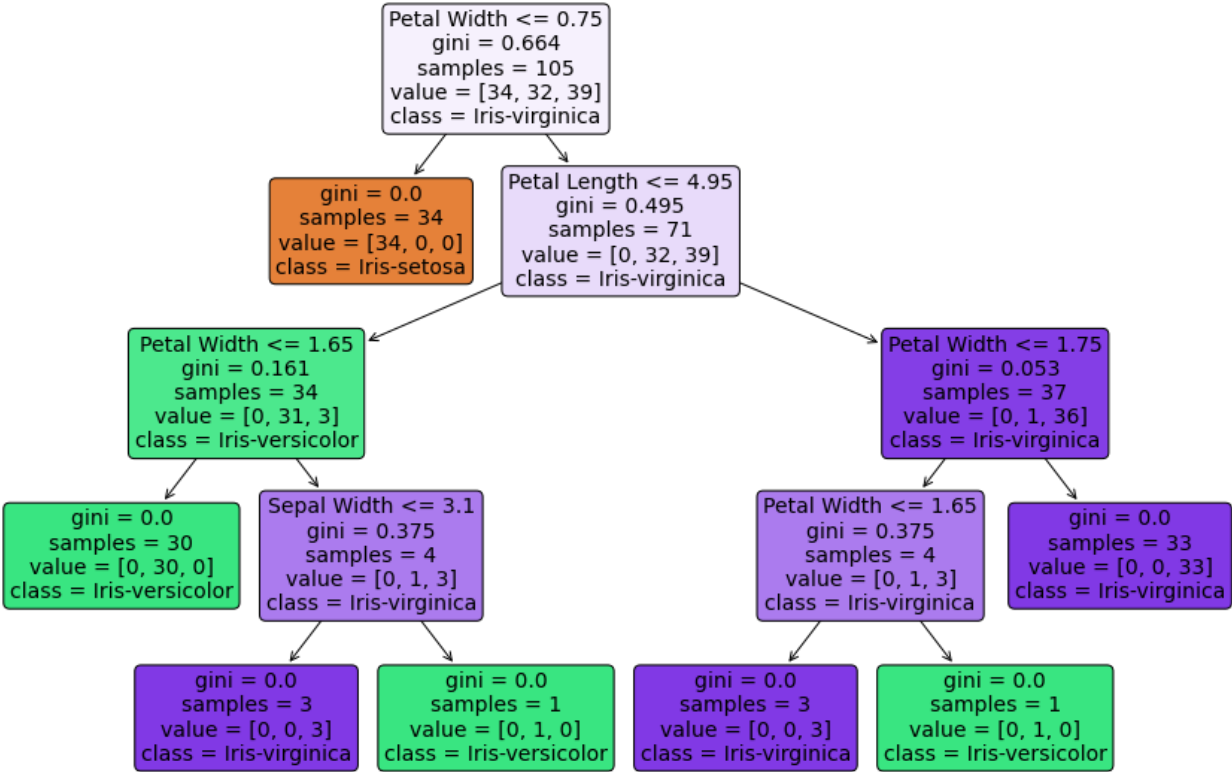 Petal Width <= 0.75
gini = 0.664
samples = 105
value = [34, 32, 39]
class = Iris-virginica
gini = 0.0
samples = 34
value = [34, 0, 0]
class = Iris-setosa
Petal Length <= 4.95
gini = 0.495
samples = 71
value = [0, 32, 39]
class = Iris-virginica
Petal Width <= 1.65
gini = 0.161
samples = 34
value = [0, 31, 3]
class = Iris-versicolor
Petal Width <= 1.75
gini = 0.053
samples = 37
value = [0, 1, 36]
class = Iris-virginica
gini = 0.0
samples = 30
value = [0, 30, 0]
class = Iris-versicolor
Sepal Width <= 3.1
gini = 0.375
samples = 4
value = [0, 1, 3]
class = Iris-virginica
Petal Width <= 1.65
gini = 0.375
samples = 4
value = [0, 1, 3]
class = Iris-virginica
gini = 0.0
samples = 33
value = [0, 0, 33]
class = Iris-virginica
gini = 0.0
samples = 3
value = [0, 0, 3]
class = Iris-virginica
gini = 0.0
samples = 1
value = [0, 1, 0]
class = Iris-versicolor
gini = 0.0
samples = 3
value = [0, 0, 3]
class = Iris-virginica
gini = 0.0
samples = 1
value = [0, 1, 0]
class = Iris-versicolor